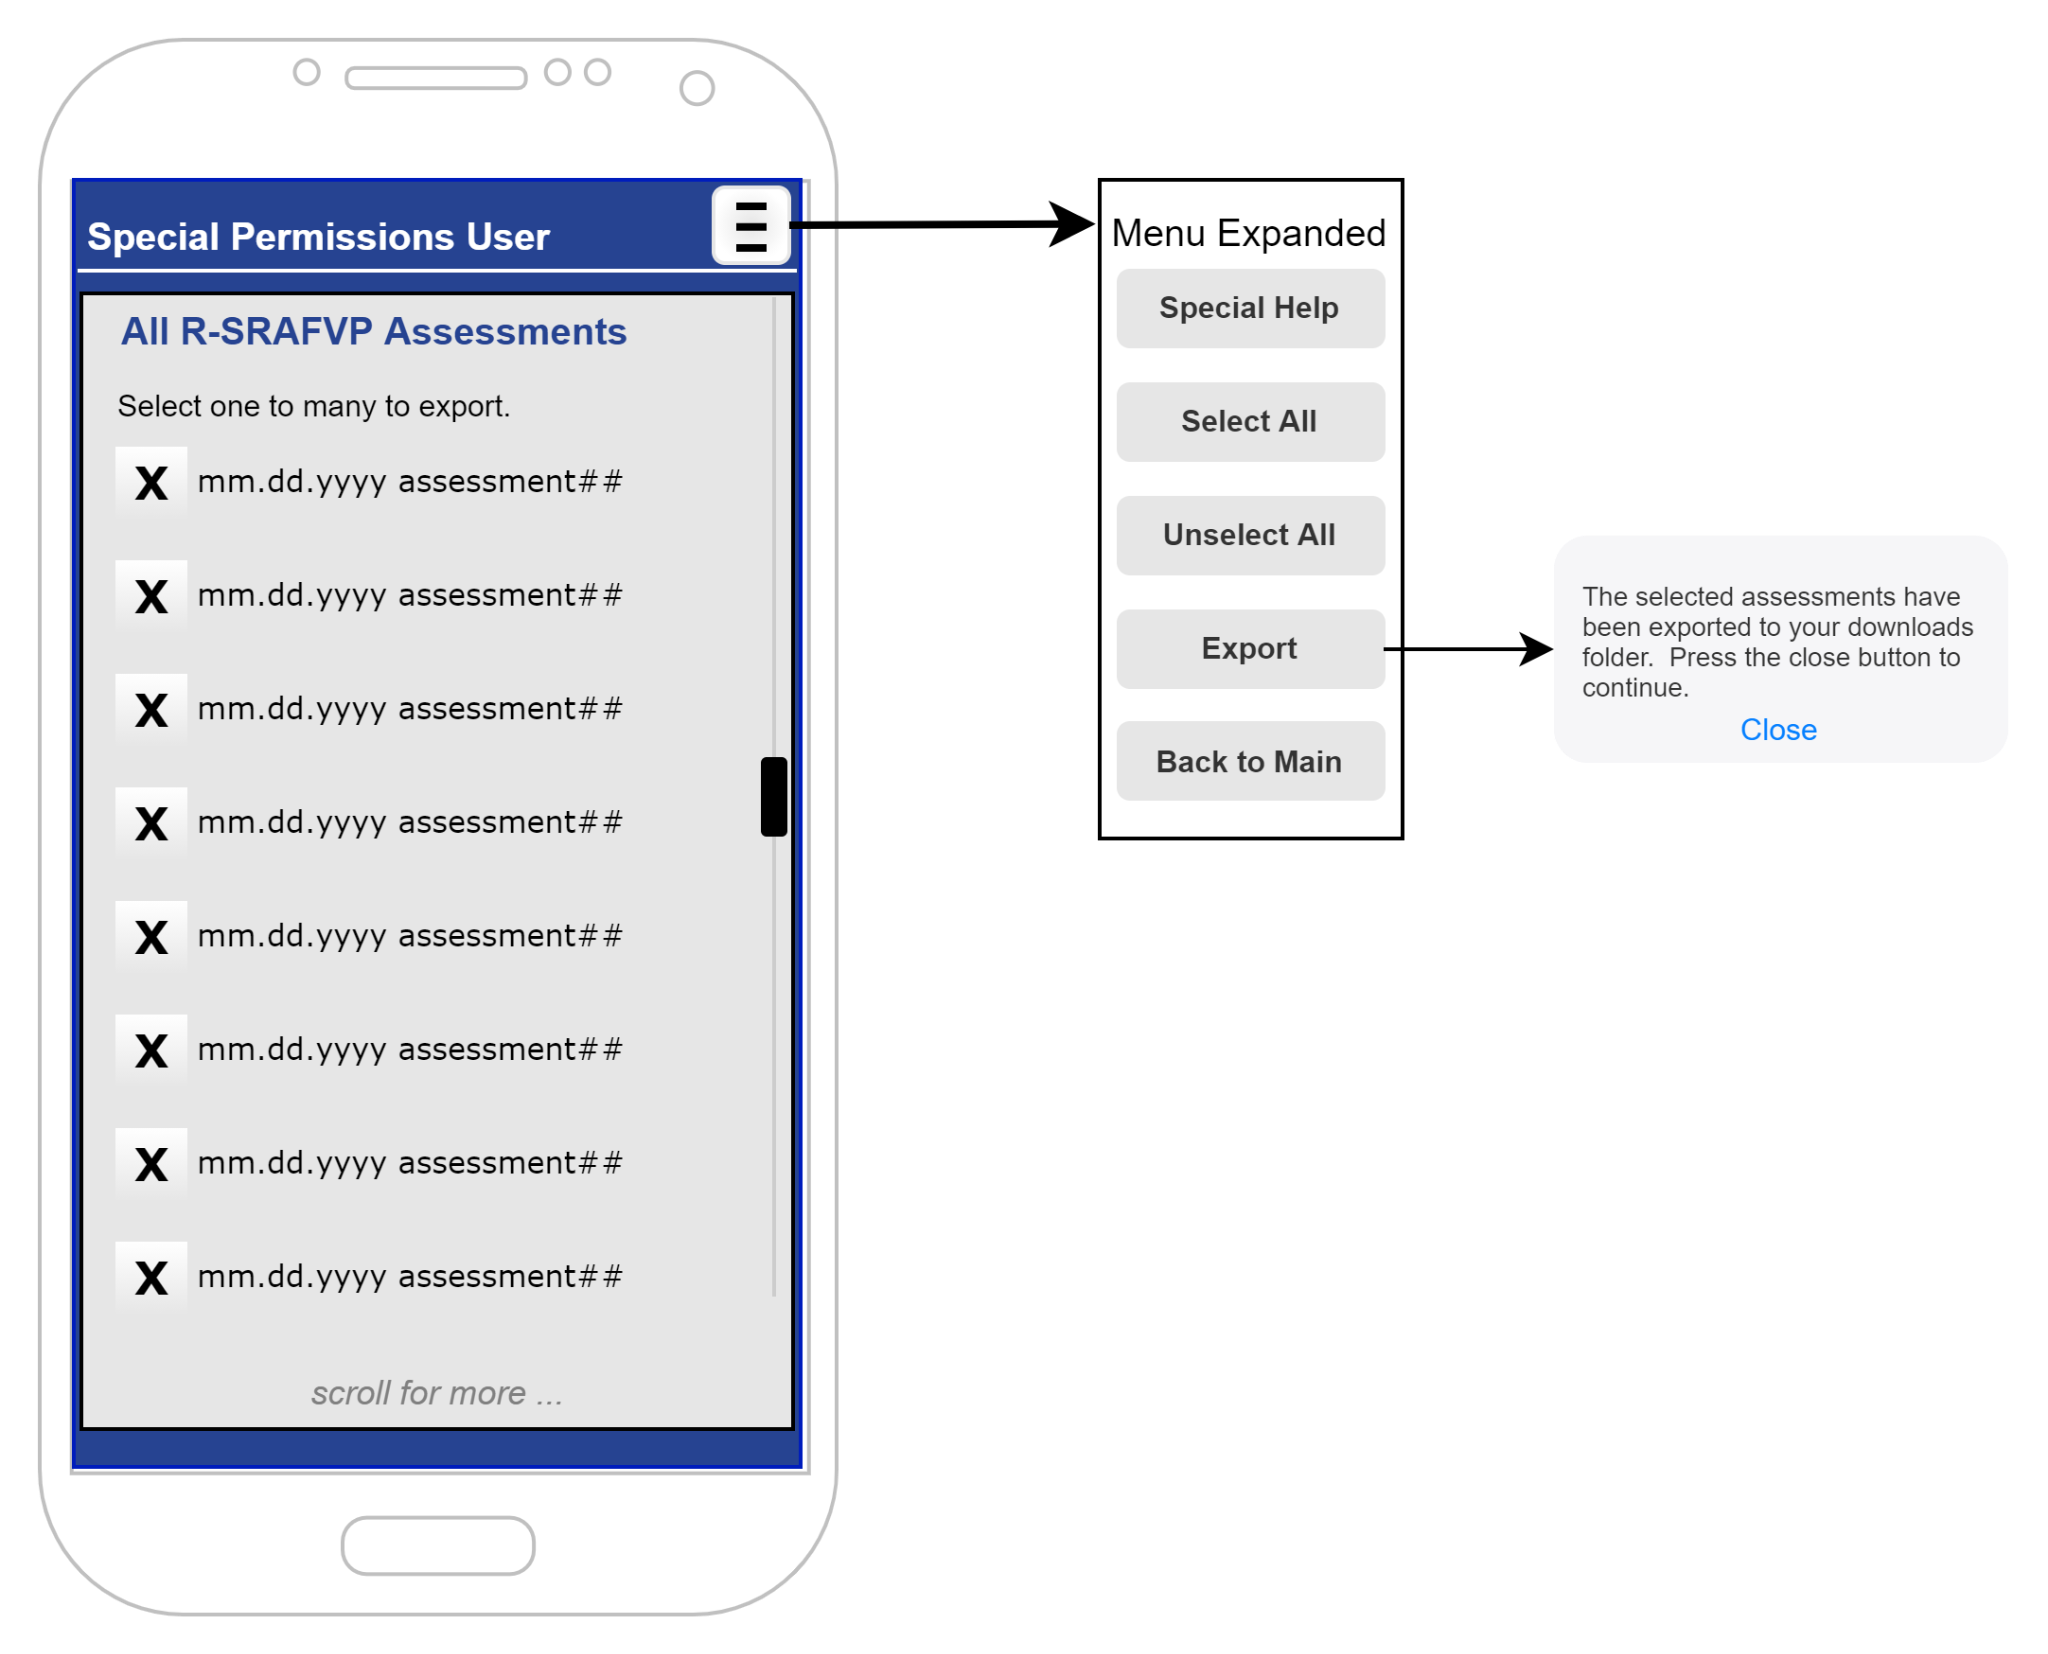 Special Permissions User
All R-SRAFVP Assessments
Select one to many to export.
X mm.dd.yyyy assessment##
X mm.dd.yyyy assessment##
X mm.dd.yyyy assessment##
X mm.dd.yyyy assessment##
X mm.dd.yyyy assessment##
X mm.dd.yyyy assessment##
X mm.dd.yyyy assessment##
X mm.dd.yyyy assessment##
scroll for more ...
Menu Expanded
Special Help
Select All
Unselect All
Export
Back to Main
The selected assessments have
been exported to your downloads
folder.  Press the close button to
continue.
Close